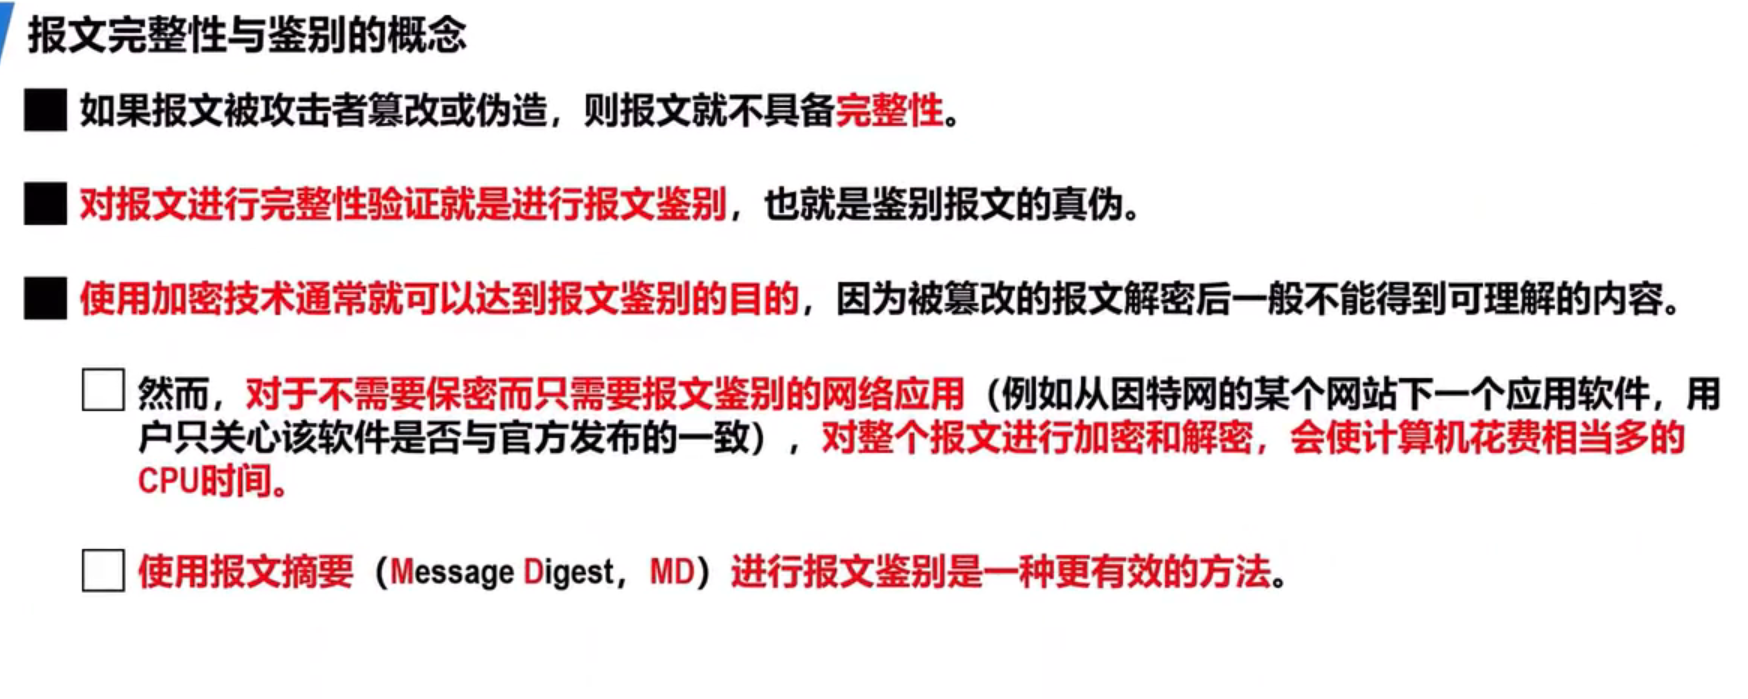 报文完整性与鉴别的概念
如果报文被攻击者篡改或伪造，则报文就不具备完整性。
对报文进行完整性验证就是进行报文鉴别，也就是鉴别报文的真伪。
使用加密技术通常就可以达到报文鉴别的目的，因为被篡改的报文解密后一般不能得到可理解的内容。
然而，对于不需要保密而只需要报文鉴别的网络应用（例如从因特网的某个网站下一个应用软件，用
户只关心该软件是否与官方发布的一致），对整个报文进行加密和解密，会使计算机花费相当多的
CPU时间。
使用报文摘要（Message Digest，MD）进行报文鉴别是一种更有效的方法。